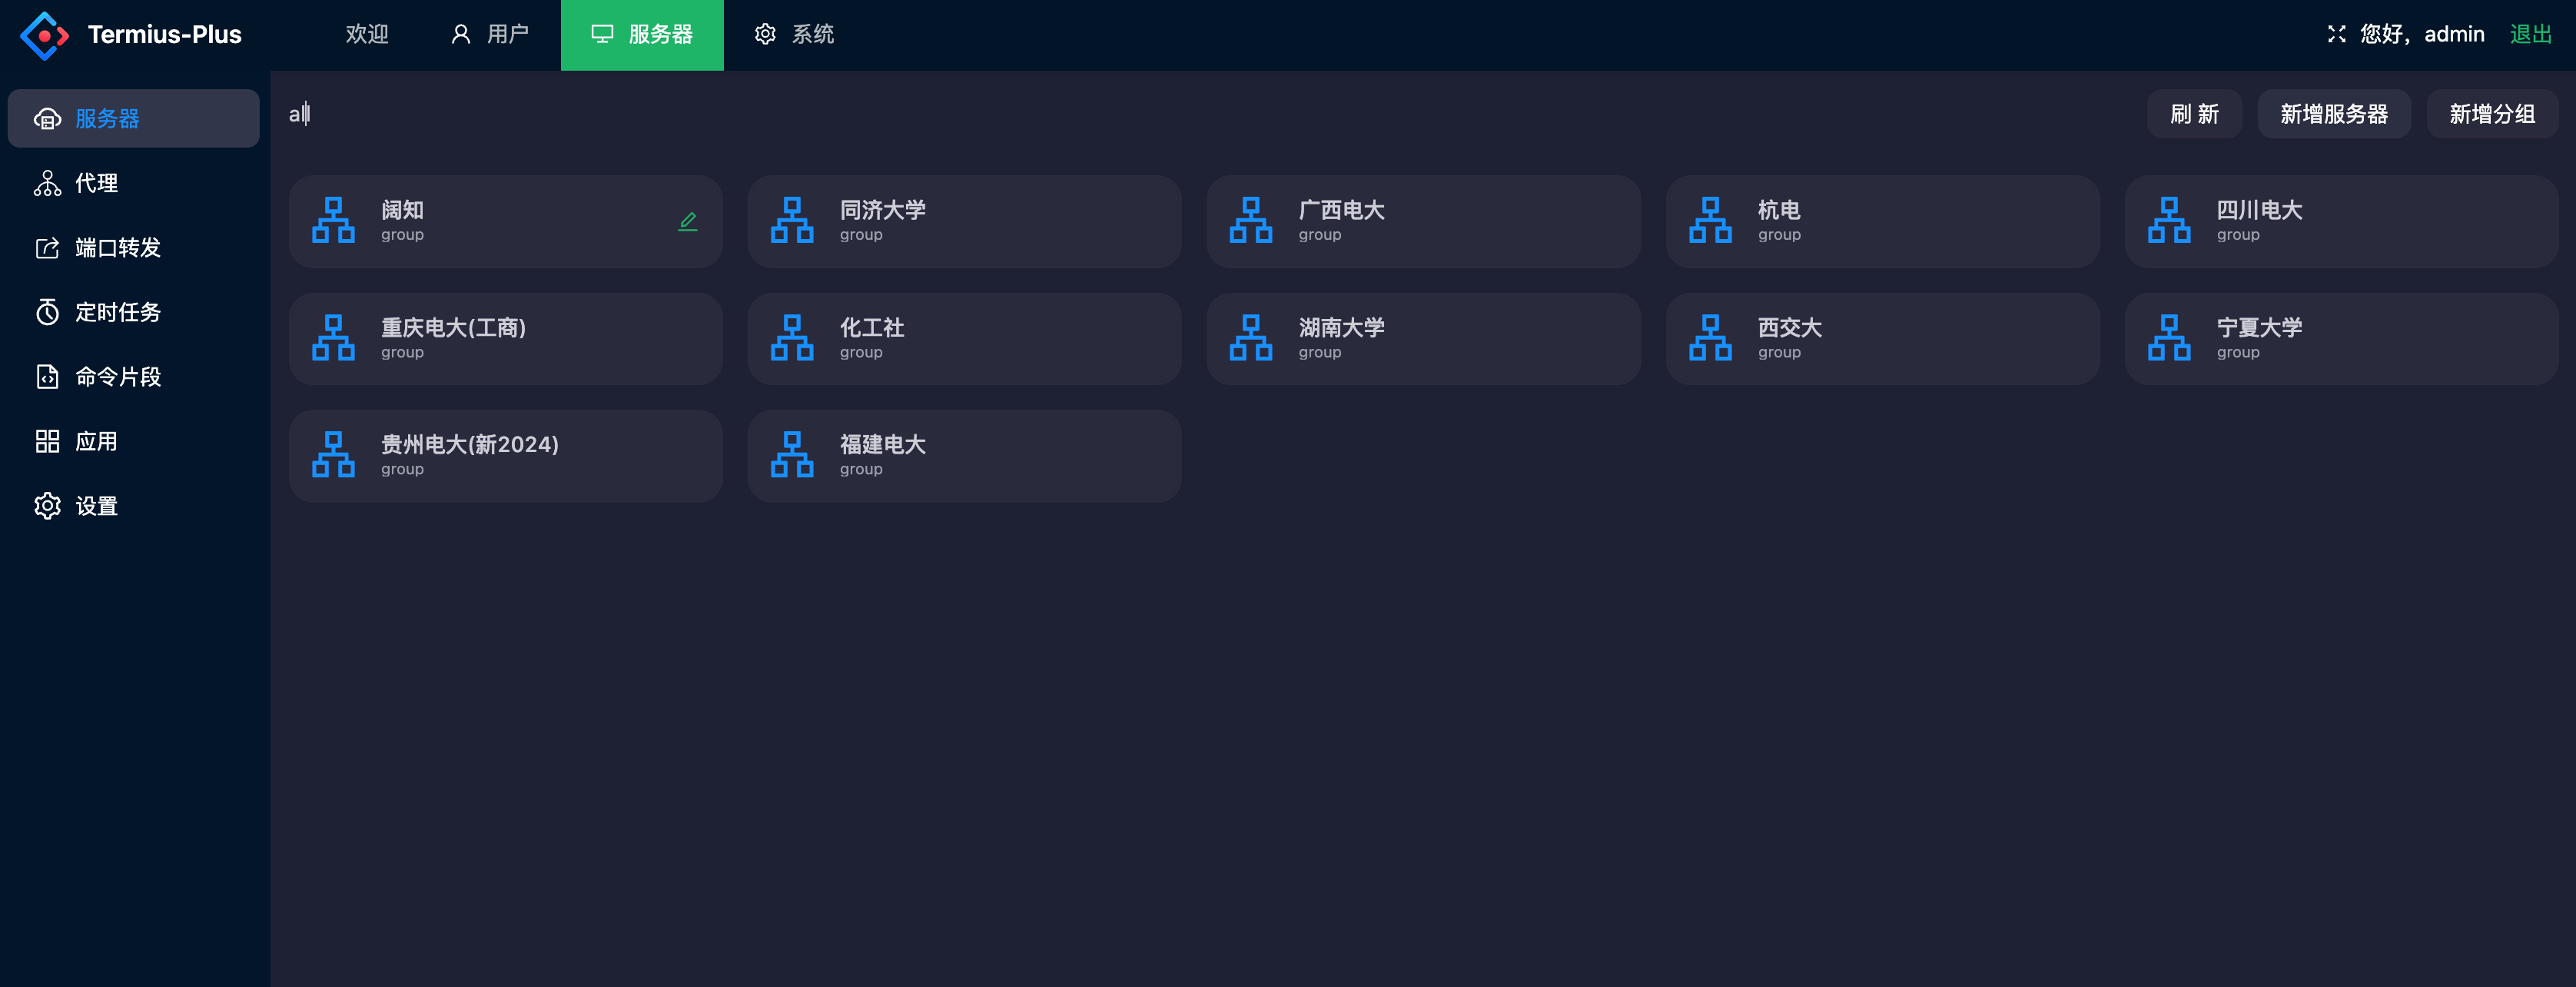 Termius-Plus
欢迎
用户
服务器
系统
您好，admin
退出
服务器
代理
端口转发
定时任务
命令片段
应用
设置
all
刷 新
新增服务器
新增分组
阔知
group
同济大学
group
广西电大
group
杭电
group
四川电大
group
重庆电大(工商)
group
化工社
group
湖南大学
group
西交大
group
宁夏大学
group
贵州电大(新2024)
group
福建电大
group